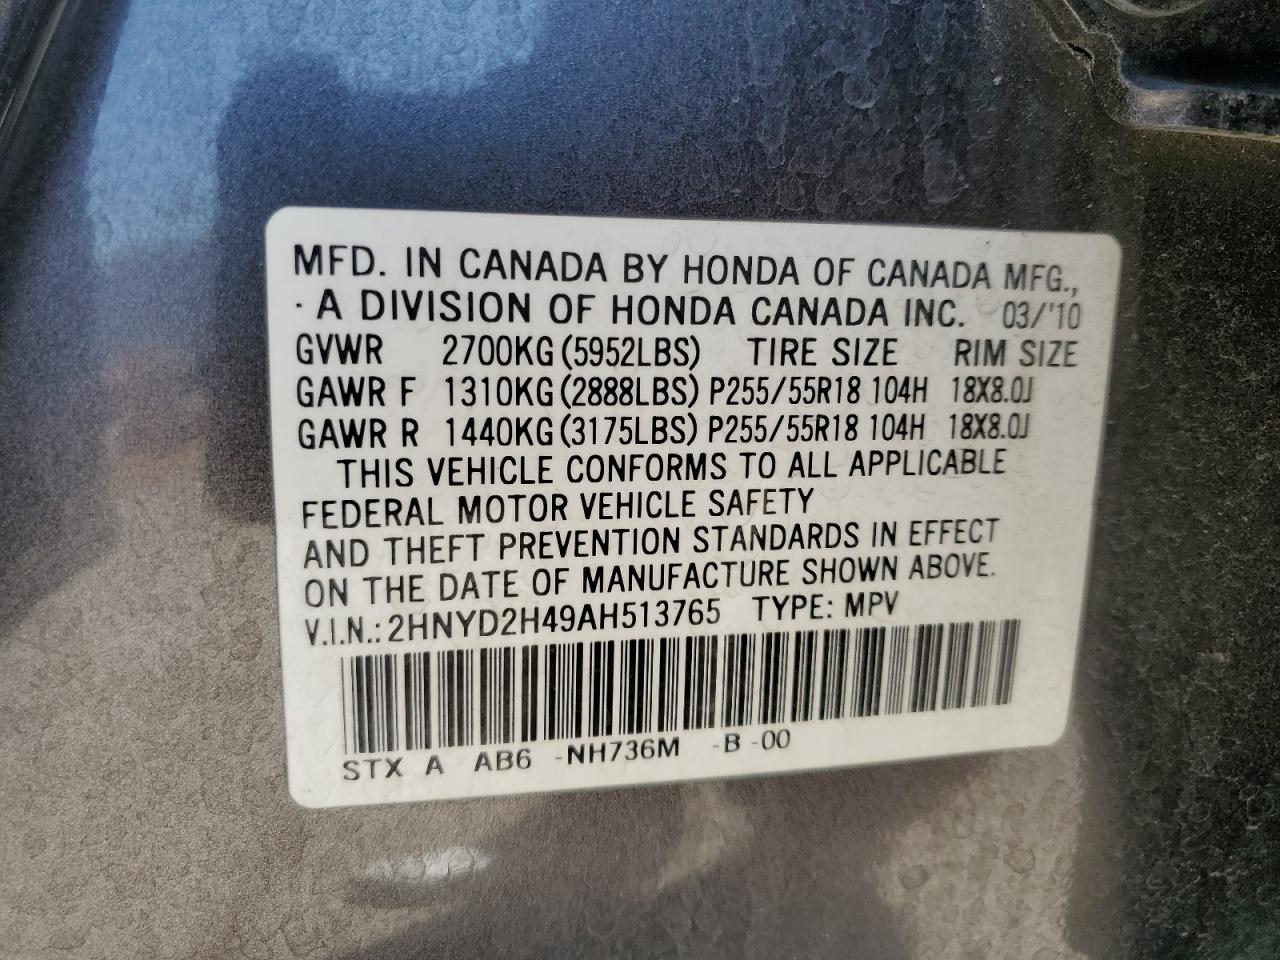 MFD. IN CANADA BY HONDA OF CANADA MFG.,
· A DIVISION OF HONDA CANADA INC. 03/'10
GVWR 2700KG(5952LBS) TIRE SIZE RIM SIZE
GAWR F 1310KG(2888LBS) P255/55R18 104H 18X8.0J
GAWR R 1440KG(3175LBS) P255/55R18 104H 18X8.0J
THIS VEHICLE CONFORMS TO ALL APPLICABLE
FEDERAL MOTOR VEHICLE SAFETY
AND THEFT PREVENTION STANDARDS IN EFFECT
ON THE DATE OF MANUFACTURE SHOWN ABOVE.
V.I.N.: 2HNYD2H49AH513765 TYPE: MPV
STX A AB6 -NH736M -B -00